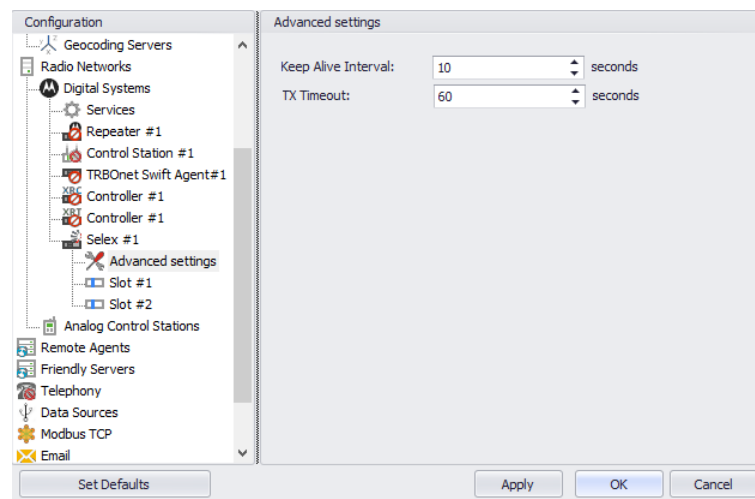 Configuration
Geocoding Servers
Radio Networks
Digital Systems
Services
Repeater #1
Control Station #1
TRBOnet Swift Agent#1
XRC
Controller #1
XRT
Controller #1
Selex #1
Advanced settings
Slot #1
Slot #2
Analog Control Stations
Remote Agents
Friendly Servers
Telephony
Data Sources
Modbus TCP
Email
Set Defaults
Advanced settings
Keep Alive Interval: 10 seconds
TX Timeout: 60 seconds
Apply OK Cancel